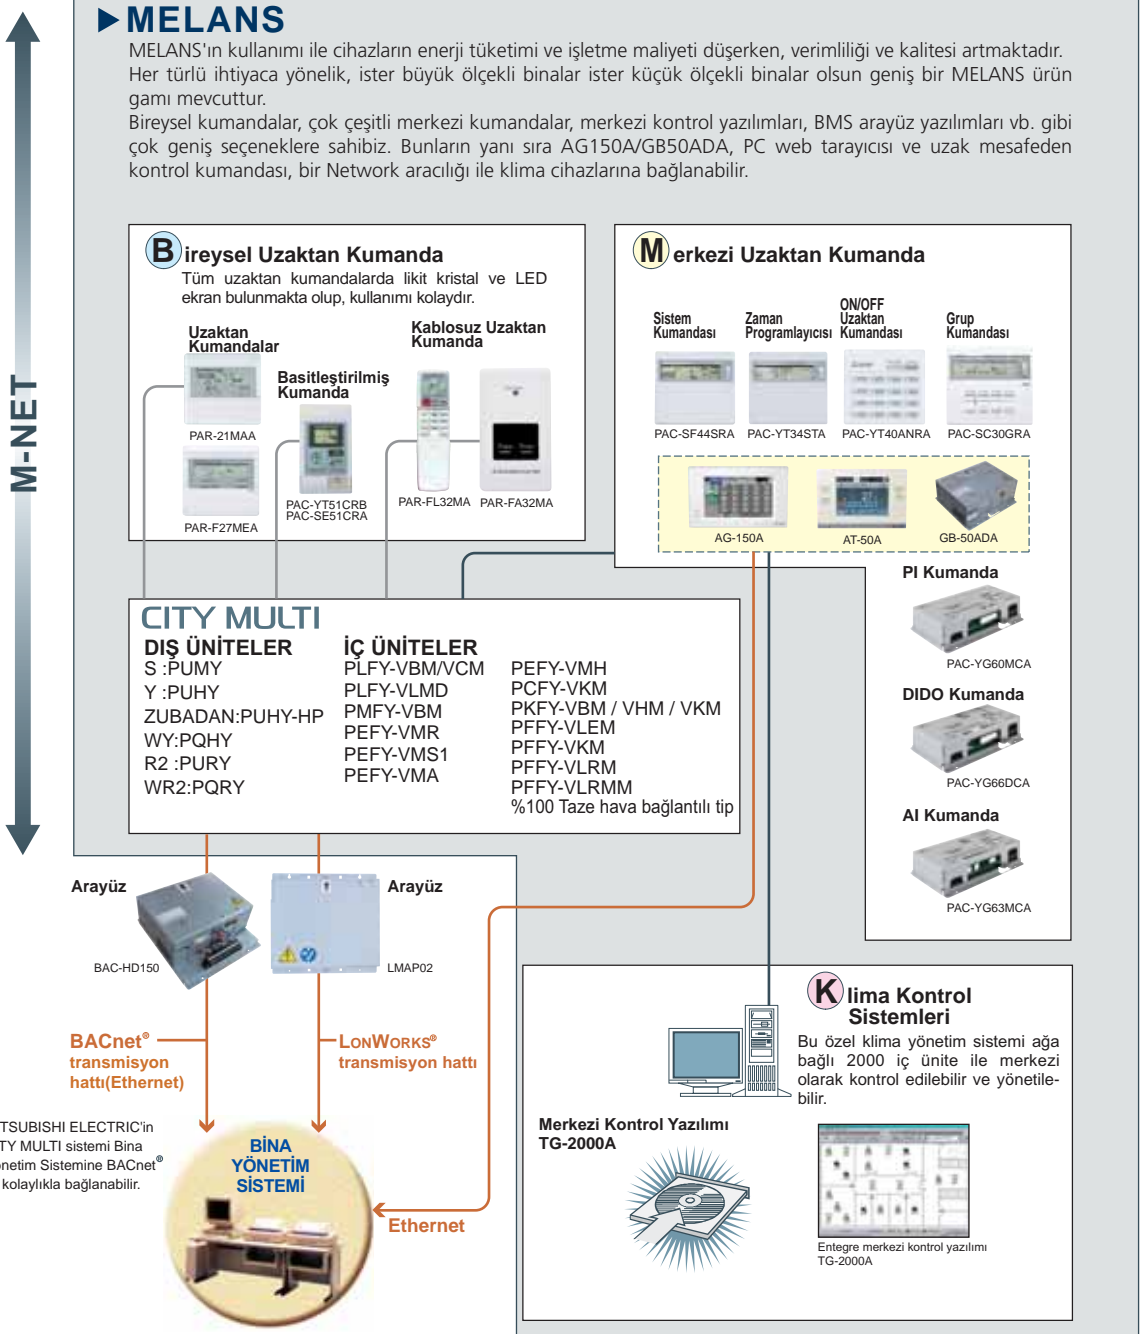 MELANS
MELANS'ın kullanımı ile cihazların enerji tüketimi ve işletme maliyeti düşerken, verimliliği ve kalitesi artmaktadır.
Her türlü ihtiyaca yönelik, ister büyük ölçekli binalar ister küçük ölçekli binalar olsun geniş bir MELANS ürün
gamı mevcuttur.
Bireysel kumandalar, çok çeşitli merkezi kumandalar, merkezi kontrol yazılımları, BMS arayüz yazılımları vb. gibi
çok geniş seçeneklere sahibiz. Bunların yanı sıra AG150A/GB50ADA, PC web tarayıcısı ve uzak mesafeden
kontrol kumandası, bir Network aracılığı ile klima cihazlarına bağlanabilir.
M-NET
Bireysel Uzaktan Kumanda
Tüm uzaktan kumandalarda likit kristal ve LED
ekran bulunmakta olup, kullanımı kolaydır.
Uzaktan
Kumandalar
PAR-21MAA
PAR-F27MEA
Basitleştirilmiş
Kumanda
PAC-YT51CRB
PAC-SE51CRA
Kablosuz Uzaktan
Kumanda
PAR-FL32MA
PAR-FA32MA
Merkezi Uzaktan Kumanda
Sistem
Kumandası
PAC-SF44SRA
Zaman
Programlayıcısı
PAC-YT34STA
ON/OFF
Uzaktan
Kumandası
PAC-YT40ANRA
Grup
Kumandası
PAC-SC30GRA
AG-150A
AT-50A
GB-50ADA
PI Kumanda
PAC-YG60MCA
DIDO Kumanda
PAC-YG66DCA
AI Kumanda
PAC-YG63MCA
CITY MULTI
DIŞ ÜNİTELER
S :PUMY
Y :PUHY
ZUBADAN:PUHY-HP
WY:PQHY
R2 :PURY
WR2:PQRY
İÇ ÜNİTELER
PLFY-VBM/VCM
PLFY-VLMD
PMFY-VBM
PEFY-VMR
PEFY-VMS1
PEFY-VMA
PEFY-VMH
PCFY-VKM
PKFY-VBM / VHM / VKM
PFFY-VLEM
PFFY-VKM
PFFY-VLRM
PFFY-VLRMM
%100 Taze hava bağlantılı tip
Arayüz
BAC-HD150
Arayüz
LMAP02
BACnet®
transmisyon
hattı(Ethernet)
LONWORKS®
transmisyon hattı
TSUBISHI ELECTRIC'in
TY MULTI sistemi Bina
önetim Sistemine BACnet®
kolaylıkla bağlanabilir.
BİNA
YÖNETİM
SİSTEMİ
Ethernet
Klima Kontrol
Sistemleri
Bu özel klima yönetim sistemi ağa
bağlı 2000 iç ünite ile merkezi
olarak kontrol edilebilir ve yönetile-
bilir.
Merkezi Kontrol Yazılımı
TG-2000A
Entegre merkezi kontrol yazılımı
TG-2000A